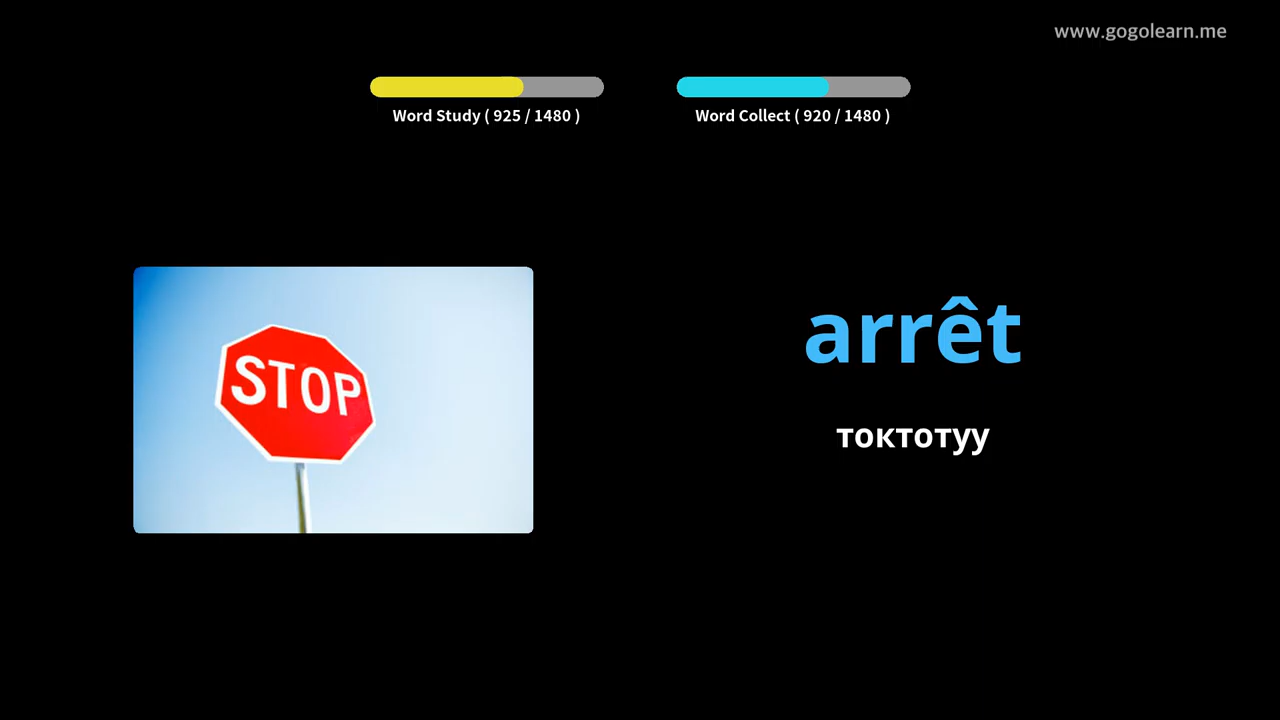 www.gogolearn.me
Word Study ( 925 / 1480 )
Word Collect ( 920 / 1480 )
STOP
arrêt
токтотуу